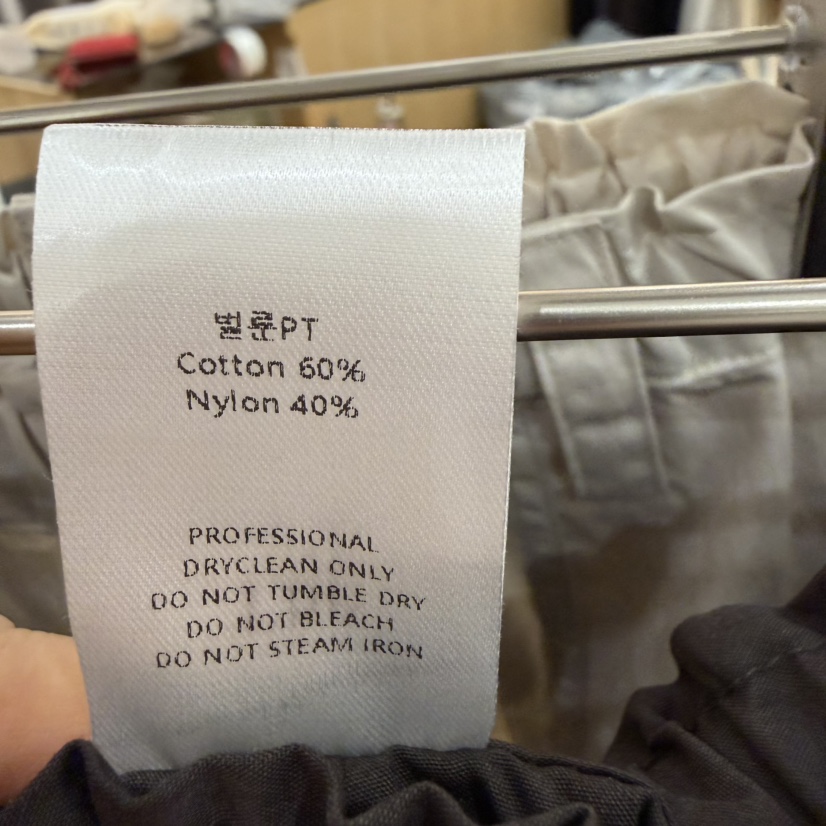 벌룬PT
Cotton 60%
Nylon 40%
PROFESSIONAL
DRYCLEAN ONLY
DO NOT TUMBLE DRY
DO NOT BLEACH
DO NOT STEAM IRON